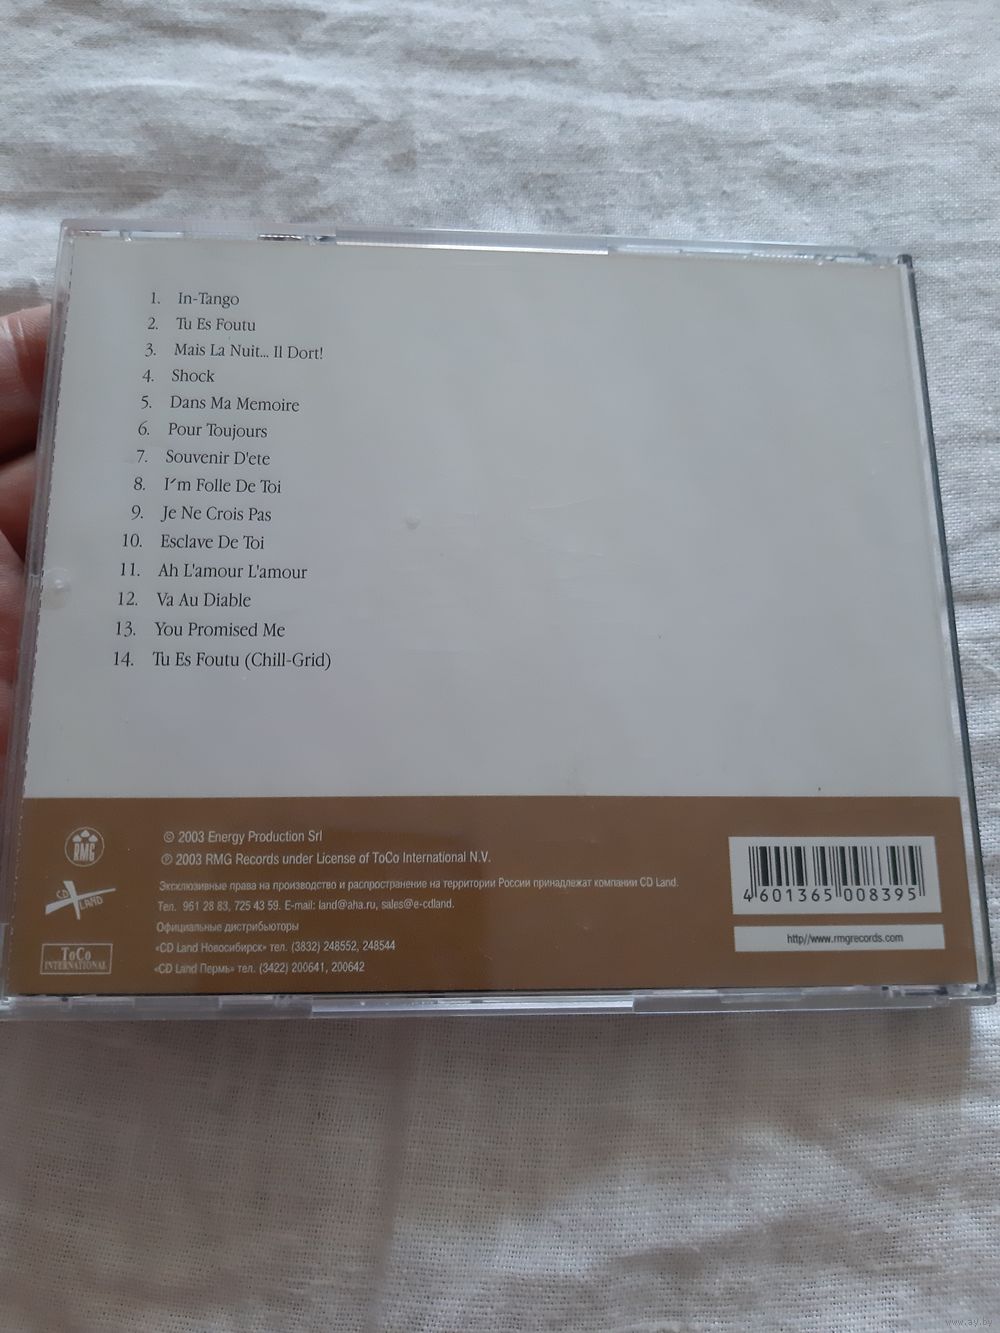 1. In-Tango
2. Tu Es Foutu
3. Mais La Nuit... Il Dort!
4. Shock
5. Dans Ma Memoire
6. Pour Toujours
7. Souvenir D'ete
8. I'm Folle De Toi
9. Je Ne Crois Pas
10. Esclave De Toi
11. Ah L'amour L'amour
12. Va Au Diable
13. You Promised Me
14. Tu Es Foutu (Chill-Grid)
RMG
© 2003 Energy Production Srl
℗ 2003 RMG Records under License of ToCo International N.V.
CD LAND
Эксклюзивные права на производство и распространение на территории России принадлежат компании CD Land.
Тел. 961 28 83, 725 43 59. E-mail: land@aha.ru, sales@e-cdland.
Официальные дистрибьюторы
ToCo
INTERNATIONAL
«CD Land Новосибирск» тел. (3832) 248552, 248544
«CD Land Пермь» тел. (3422) 200641, 200642
4 601365 008395
http//www.rmgrecords.com
www.ay.by